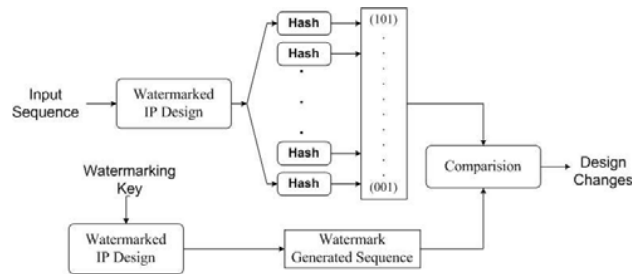 Hash
(101)
Hash
Input
Sequence
Watermarked
IP Design
Hash
Hash
(001)
Comparision
Design
Changes
Watermarking
Key
Watermarked
IP Design
Watermark
Generated Sequence